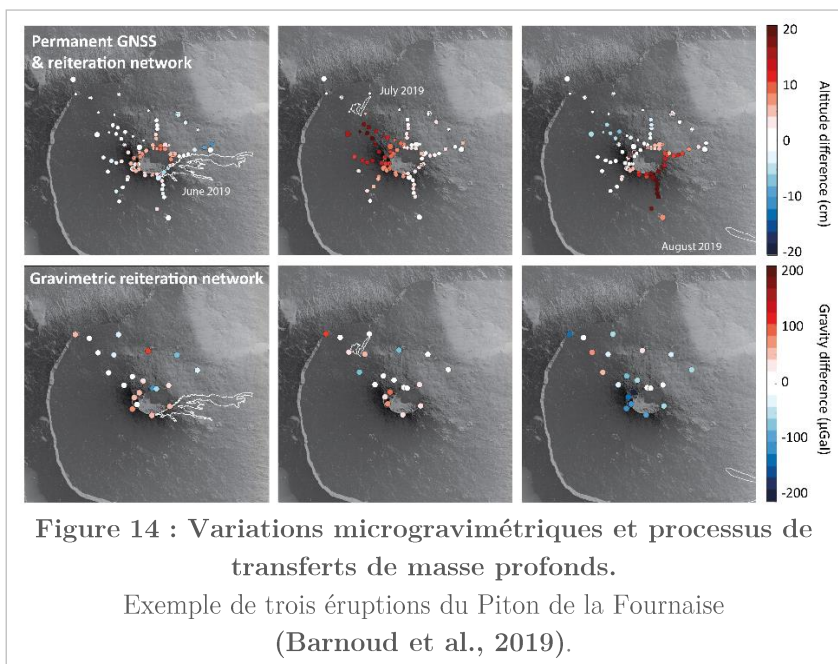 Permanent GNSS
& reiteration network
June 2019
July 2019
August 2019
20
10
0
-10
-20
Altitude difference (cm)
Gravimetric reiteration network
200
100
0
-100
-200
Gravity difference (µGal)
Figure 14 : Variations microgravimétriques et processus de
transferts de masse profonds.
Exemple de trois éruptions du Piton de la Fournaise
(Barnoud et al., 2019).